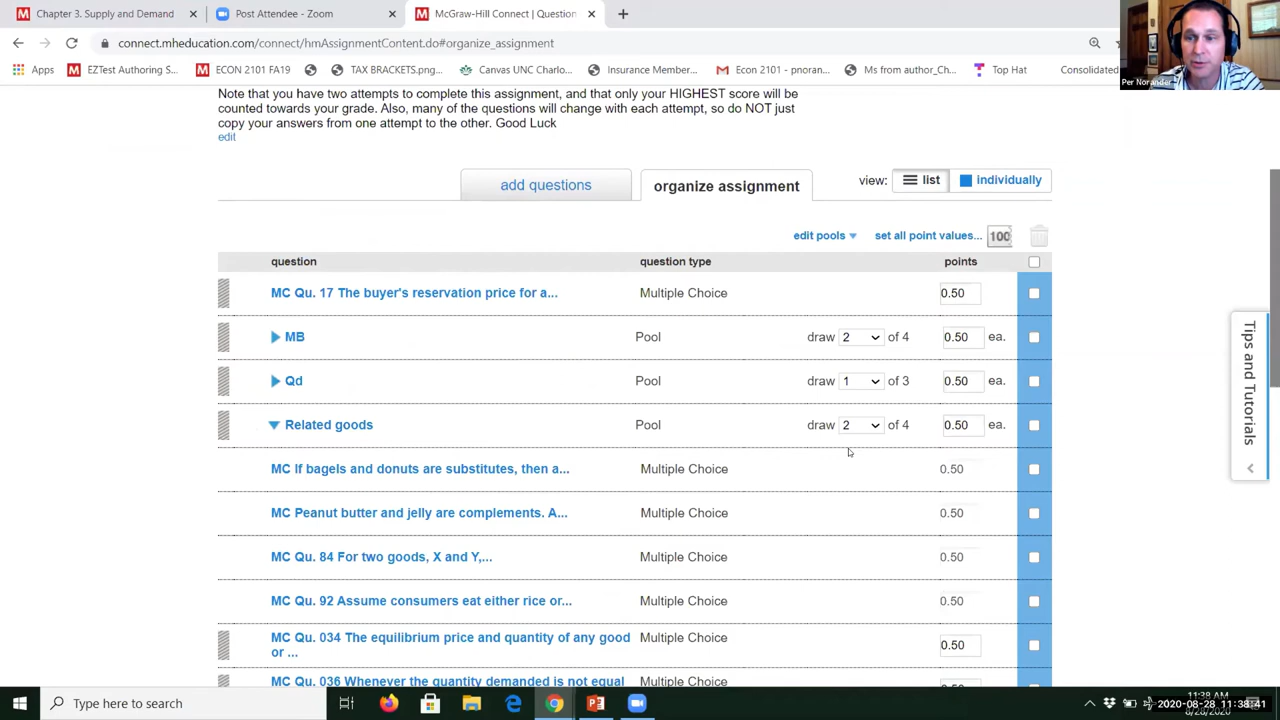 Chapter 3. Supply and Demand
Post Attendee - Zoom
McGraw-Hill Connect | Question
connect.mheducation.com/connect/hmAssignmentContent.do#organize_assignment
Apps
EZTest Authoring S...
ECON 2101 FA19
TAX BRACKETS.png...
Canvas UNC Charlo...
Insurance Member...
Econ 2101 - pnoran...
Ms from author_Ch...
Top Hat
Consolidated
Per Norander
Note that you have two attempts to complete this assignment, and that only your HIGHEST score will be
counted towards your grade. Also, many of the questions will change with each attempt, so do NOT just
copy your answers from one attempt to the other. Good Luck
edit
add questions
organize assignment
view:
list
individually
edit pools
set all point values...
100
question question type points
MC Qu. 17 The buyer's reservation price for a... Multiple Choice 0.50
MB Pool draw 2 of 4 0.50 ea.
Qd Pool draw 1 of 3 0.50 ea.
Related goods Pool draw 2 of 4 0.50 ea.
MC If bagels and donuts are substitutes, then a... Multiple Choice 0.50
MC Peanut butter and jelly are complements. A... Multiple Choice 0.50
MC Qu. 84 For two goods, X and Y,... Multiple Choice 0.50
MC Qu. 92 Assume consumers eat either rice or... Multiple Choice 0.50
MC Qu. 034 The equilibrium price and quantity of any good
or ... Multiple Choice 0.50
MC Qu. 036 Whenever the quantity demanded is not equal Multiple Choice
Tips and Tutorials
Type here to search
11:38 AM
2020-08-28 11:38:41